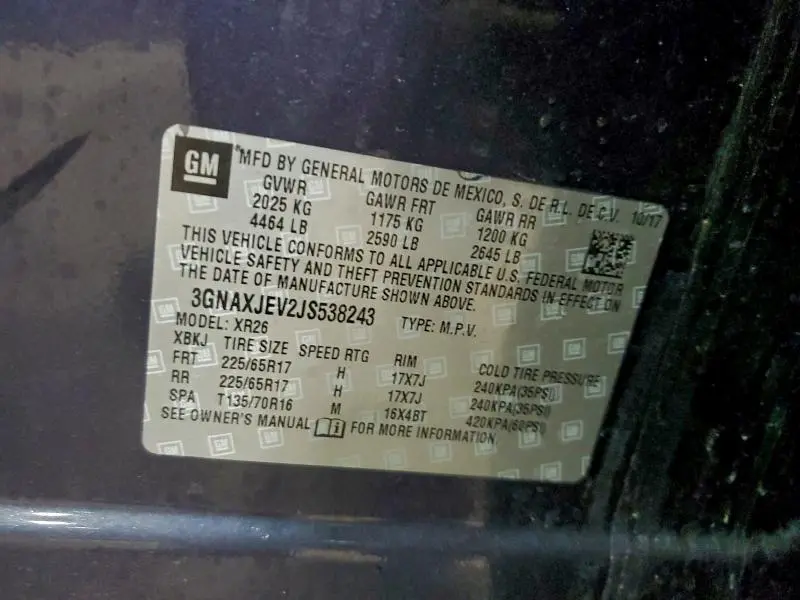 GM
MFD BY GENERAL MOTORS DE MEXICO, S. DE R.L. DE C.V. 10/17
GVWR GAWR FRT GAWR RR
2025 KG 1175 KG 1200 KG
4464 LB 2590 LB 2645 LB
THIS VEHICLE CONFORMS TO ALL APPLICABLE U.S. FEDERAL MOTOR
VEHICLE SAFETY AND THEFT PREVENTION STANDARDS IN EFFECT ON
THE DATE OF MANUFACTURE SHOWN ABOVE.
3GNAXJEV2JS538243 TYPE: M.P.V.
MODEL: XR26
XBKJ TIRE SIZE SPEED RTG RIM COLD TIRE PRESSURE
FRT 225/65R17 H 17X7J 240KPA(35PSI)
RR 225/65R17 H 17X7J 240KPA(35PSI)
SPA T135/70R16 M 16X4BT 420KPA(60PSI)
SEE OWNER'S MANUAL FOR MORE INFORMATION.